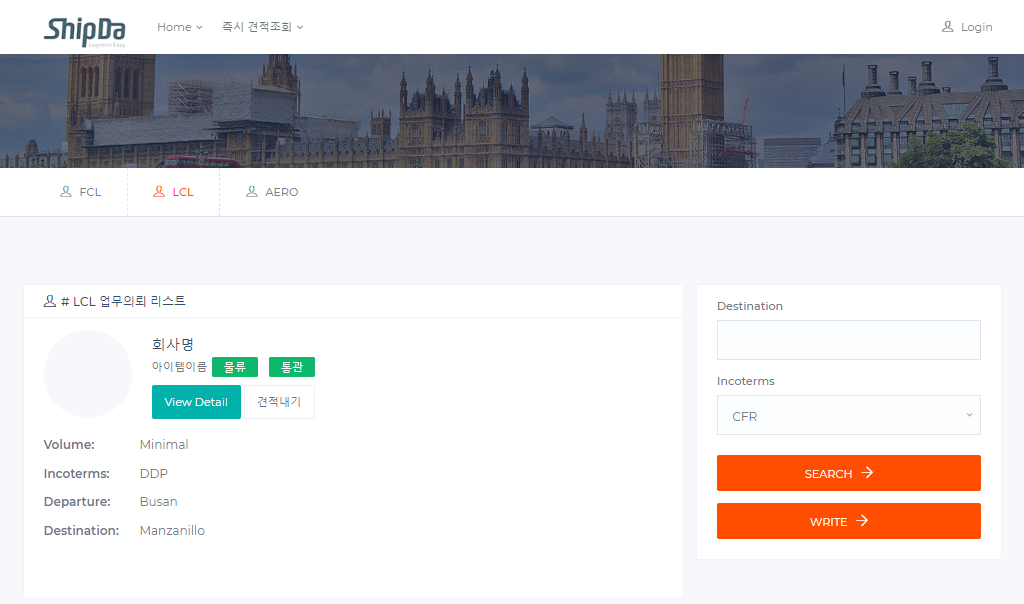 ShipDa
Logistics Easy
Home
즉시 견적조회
Login
FCL
LCL
AERO
# LCL 업무의뢰 리스트
회사명
아이템이름 물류 통관
View Detail 견적내기
Volume: Minimal
Incoterms: DDP
Departure: Busan
Destination: Manzanillo
Destination
Incoterms
CFR
SEARCH
WRITE